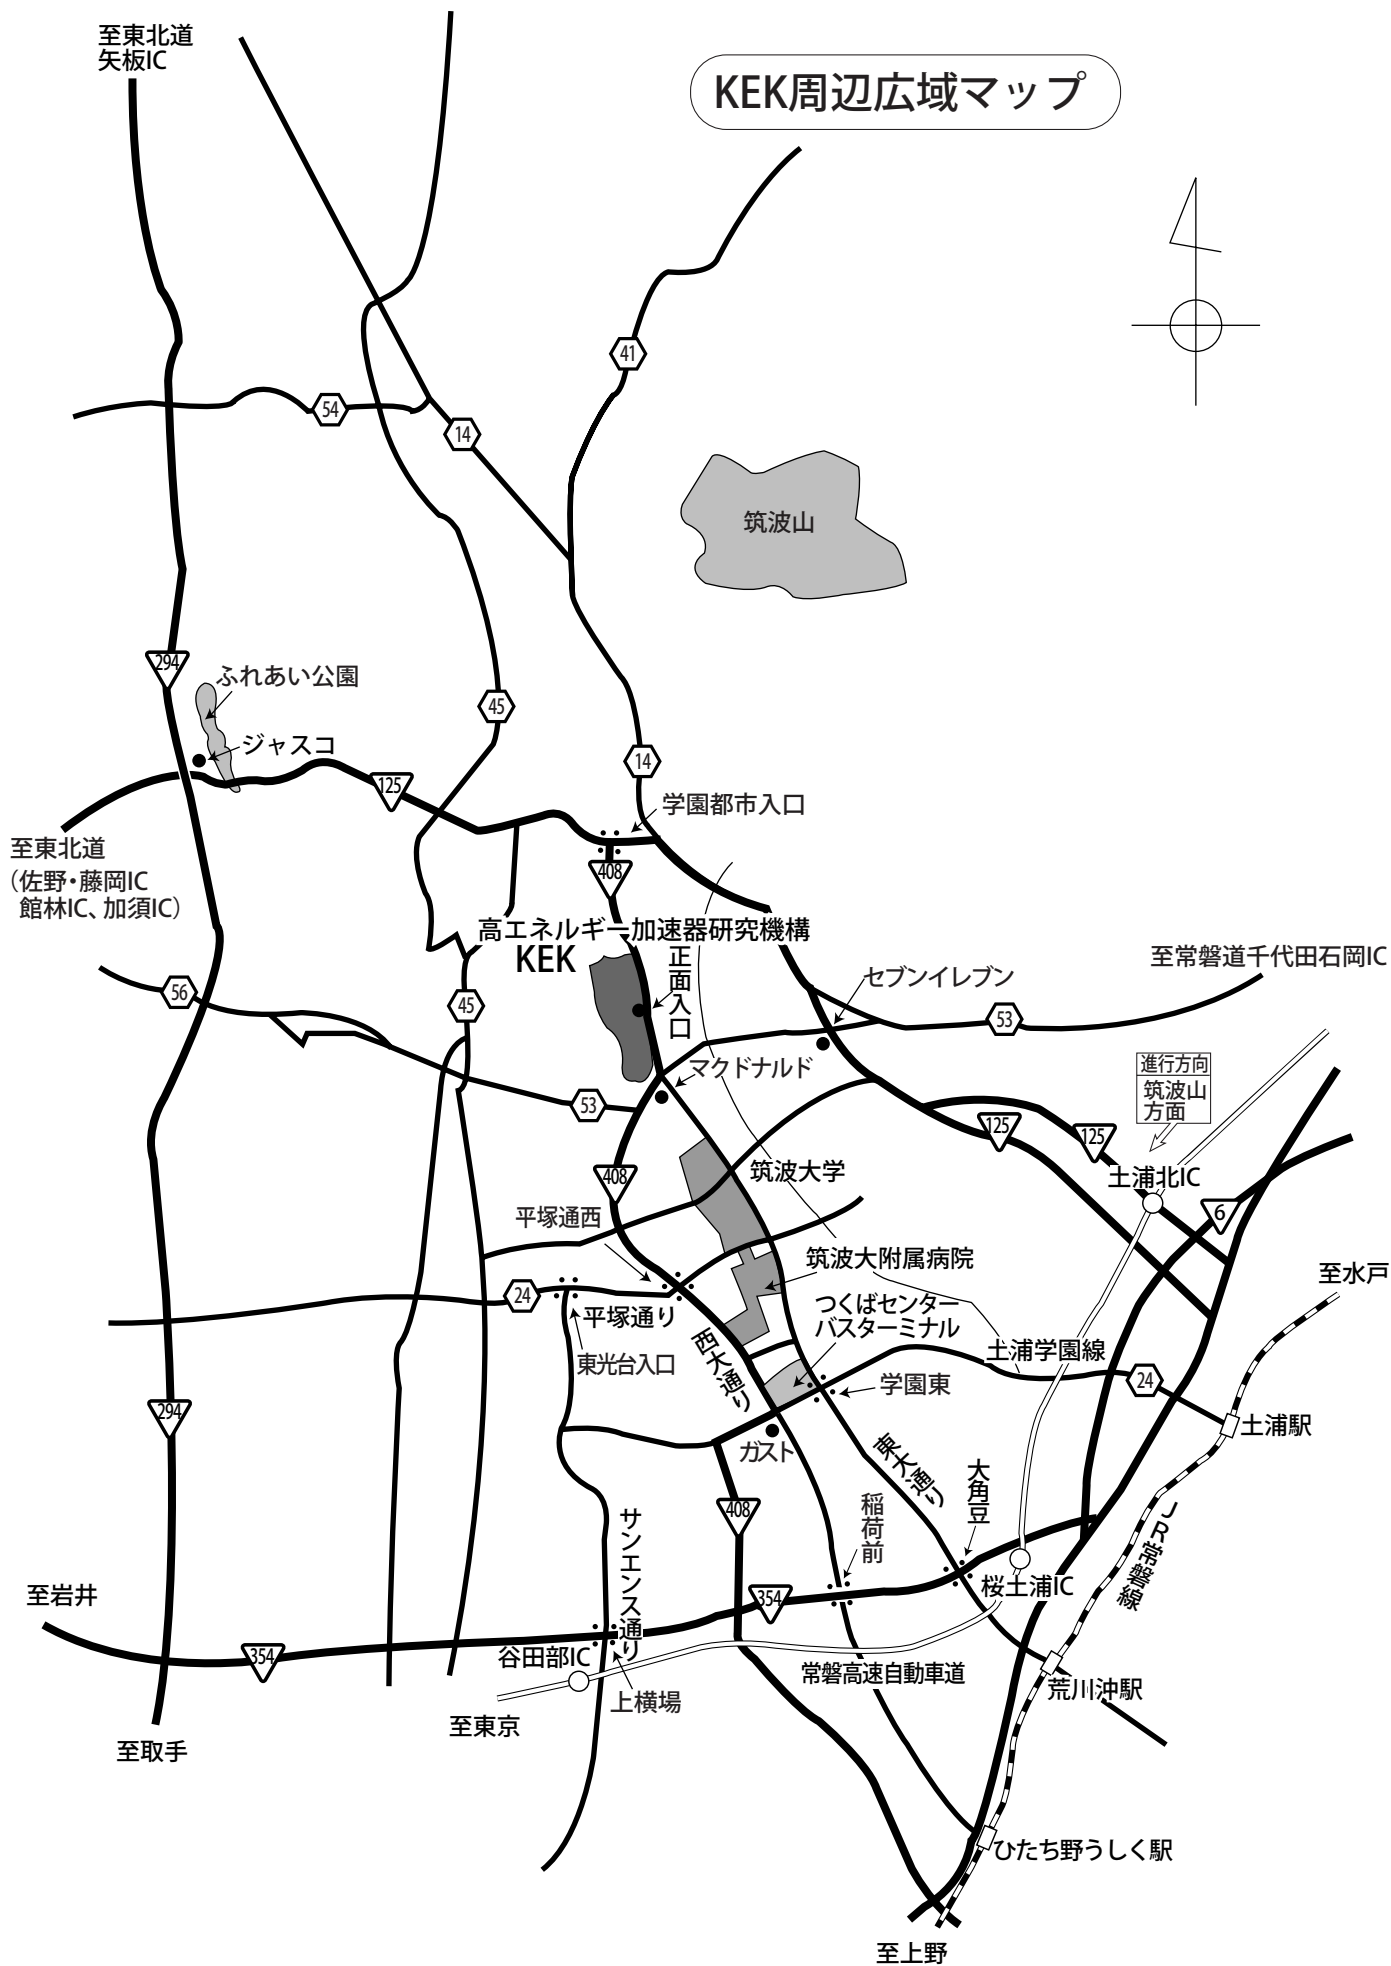 至東北道
矢板IC
KEK周辺広域マップ
41
54
14
筑波山
294
ふれあい公園
45
ジャスコ
14
125
学園都市入口
至東北道
(佐野・藤岡IC
館林IC、加須IC)
408
高エネルギー加速器研究機構
KEK
正面入口
至常磐道千代田石岡IC
セブンイレブン
56
45
53
進行方向
筑波山
方面
マクドナルド
53
125
125
筑波大学
土浦北IC
408
平塚通西
6
筑波大附属病院
至水戸
24
つくばセンター
バスターミナル
平塚通り
西大通り
土浦学園線
東光台入口
学園東
24
294
土浦駅
ガスト
東大通り
大角豆
稲荷前
408
JR常磐線
サンエンス通り
至岩井
桜土浦IC
354
354
谷田部IC
常磐高速自動車道
荒川沖駅
上横場
至東京
至取手
ひたち野うしく駅
至上野